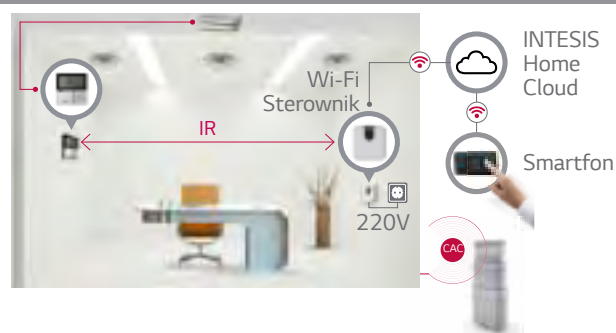 INTESIS
Home
Cloud
Wi-Fi
Sterownik
IR
Smartfon
220V
CAC